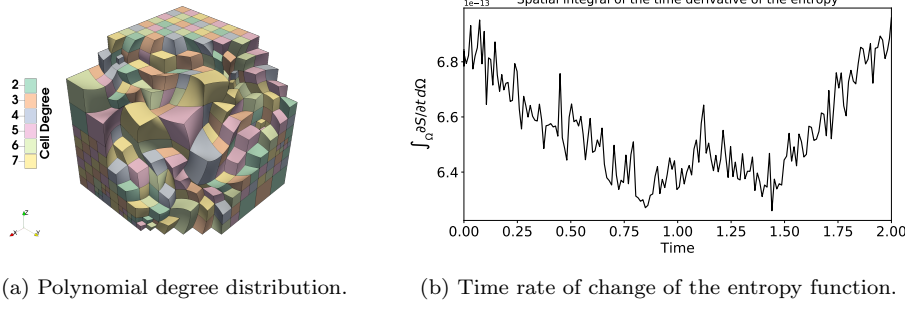 2
3
4
5
6
7
Cell Degree
Z
X
Y
(a) Polynomial degree distribution.
1e−13
Spatial integral of the time derivative of the entropy
6.8
6.6
6.4
∫Ω ∂S/∂t dΩ
0.00 0.25 0.50 0.75 1.00 1.25 1.50 1.75 2.00
Time
(b) Time rate of change of the entropy function.